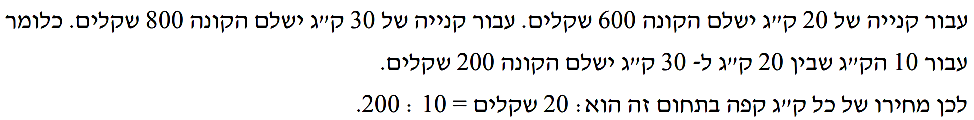 עבור קנייה של 20 ק״ג ישלם הקונה 600 שקלים. עבור קנייה של 30 ק״ג ישלם הקונה 800 שקלים. כלומר
עבור 10 הק״ג שבין 20 ק״ג ל- 30 ק״ג ישלם הקונה 200 שקלים.
לכן מחירו של כל ק״ג קפה בתחום זה הוא: 20 שקלים = 10 : 200.